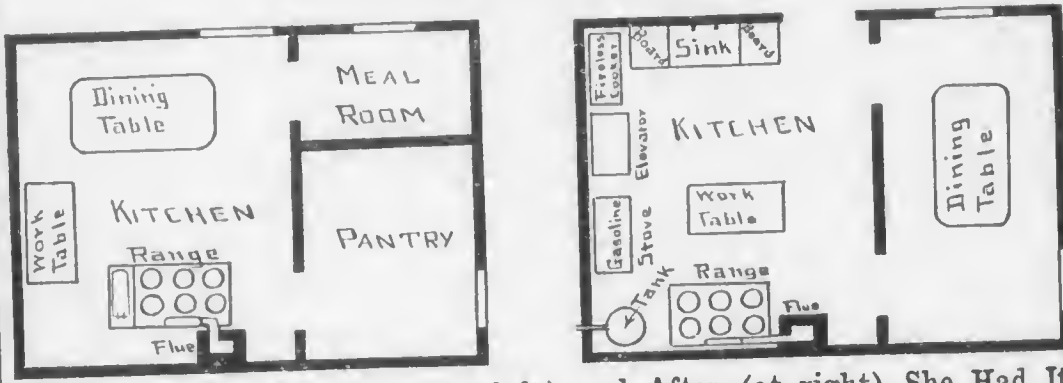 Dining
Table
MEAL
ROOM
Work
Table
KITCHEN
PANTRY
Range
Flue
Fireless
Cooker
Board
Sink
Board
Elevator
KITCHEN
Dining
Table
Gasoline
Stove
Work
Table
Tank
Range
Flue
and After (at right) She Had It